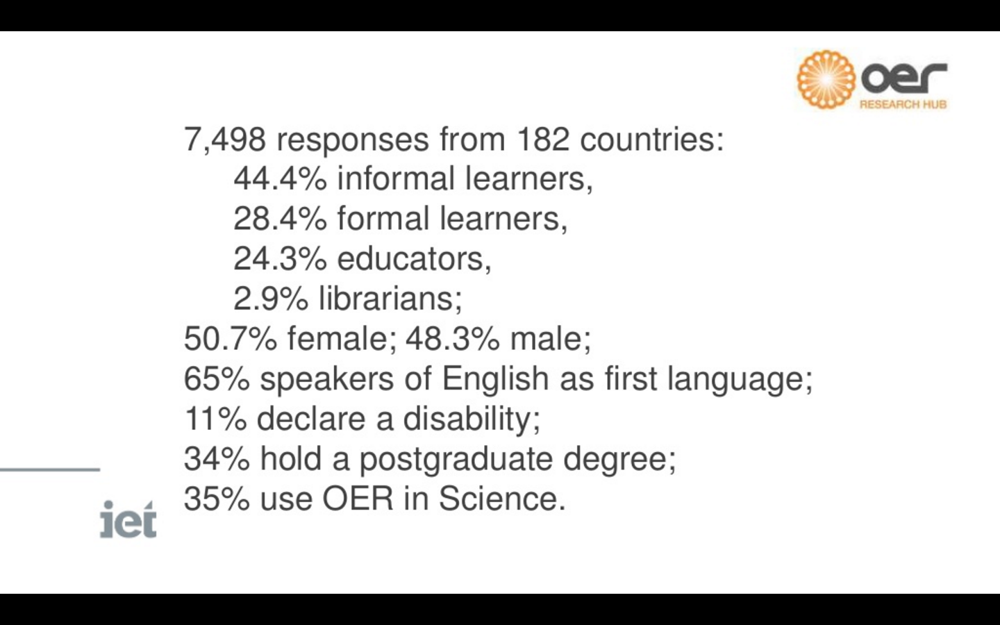 oer
RESEARCH HUB
7,498 responses from 182 countries:
44.4% informal learners,
28.4% formal learners,
24.3% educators,
2.9% librarians;
50.7% female; 48.3% male;
65% speakers of English as first language;
11% declare a disability;
34% hold a postgraduate degree;
35% use OER in Science.
iet